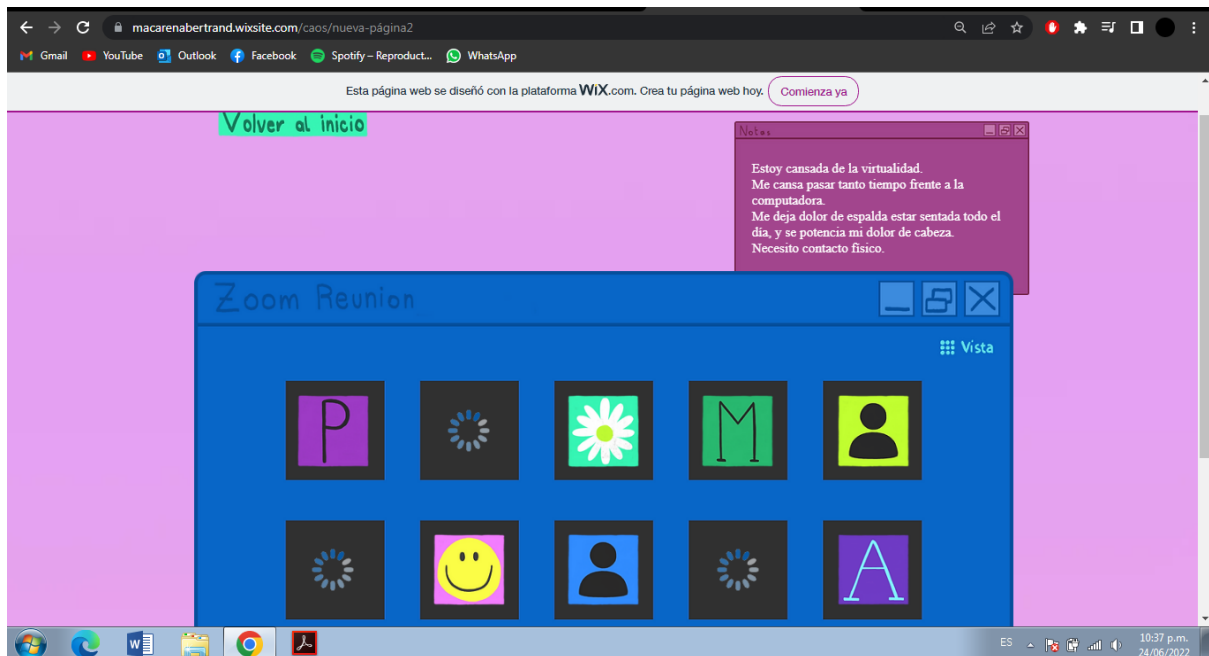 macarenabertrand.wixsite.com/caos/nueva-página2
Gmail YouTube Outlook Facebook Spotify – Reproduct... WhatsApp
Esta página web se diseñó con la plataforma WiX.com. Crea tu página web hoy. Comienza ya
Volver al inicio
Notas
Estoy cansada de la virtualidad.
Me cansa pasar tanto tiempo frente a la
computadora.
Me deja dolor de espalda estar sentada todo el
día, y se potencia mi dolor de cabeza.
Necesito contacto físico.
Zoom Reunion
Vista
P M
A
ES 10:37 p.m.
24/06/2022